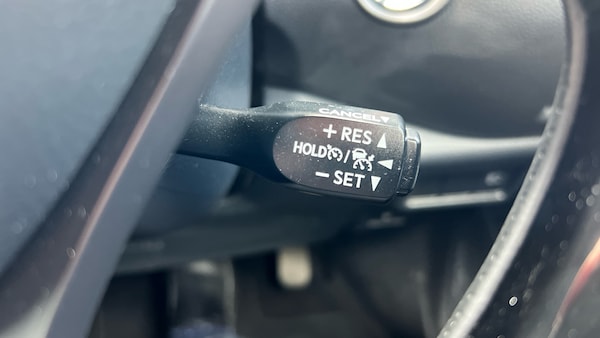 CANCEL▼
+ RES ▲
HOLD / ◄
− SET ▼